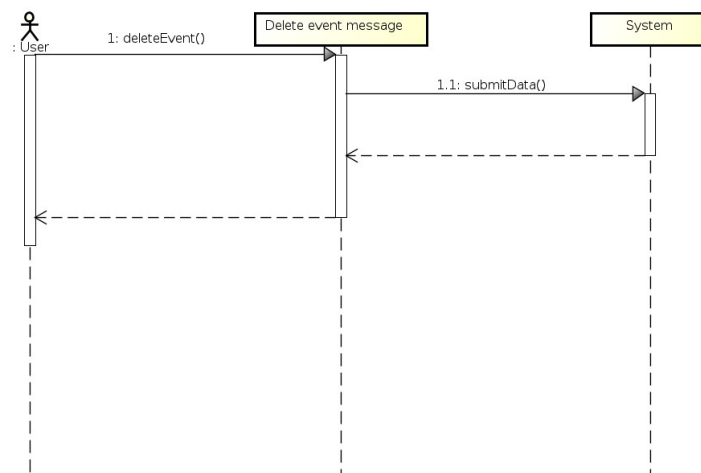 Delete event message
System
: User
1: deleteEvent()
1.1: submitData()